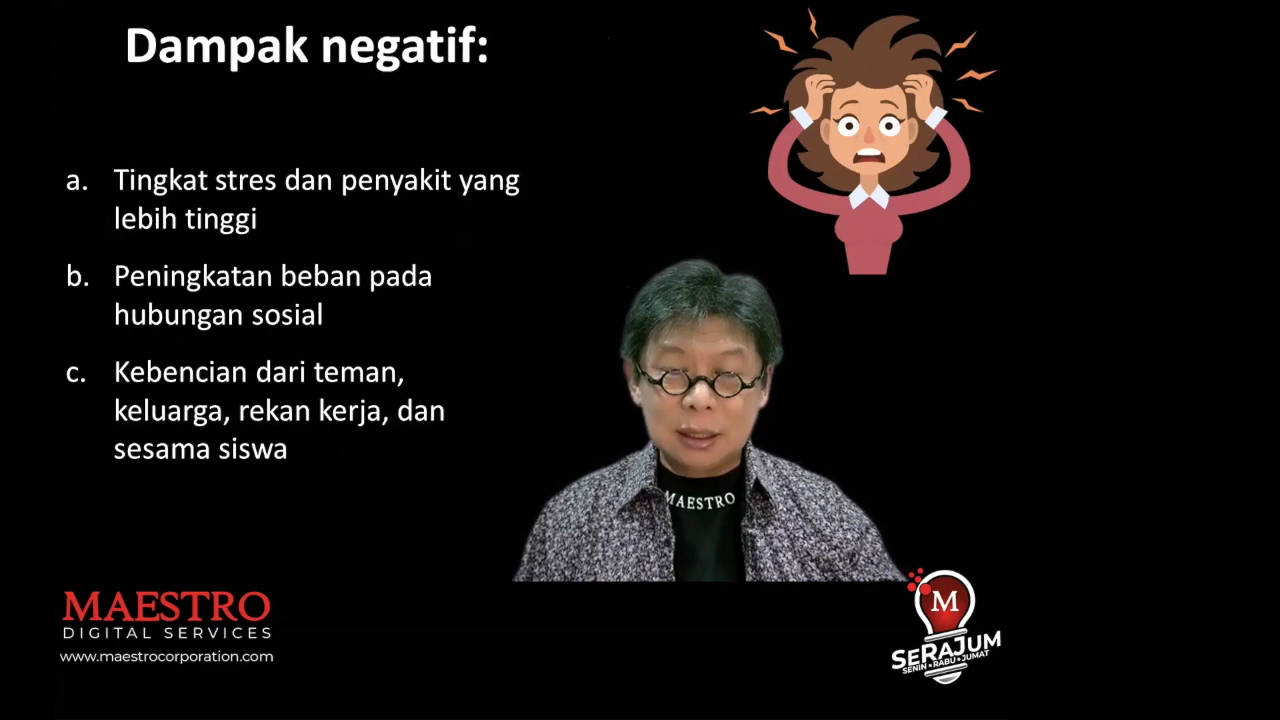 Dampak negatif:
a. Tingkat stres dan penyakit yang
lebih tinggi
b. Peningkatan beban pada
hubungan sosial
c. Kebencian dari teman,
keluarga, rekan kerja, dan
sesama siswa
MAESTRO
MAESTRO
DIGITAL SERVICES
www.maestrocorporation.com
M
SERAJUM
SENIN • RABU • JUMAT